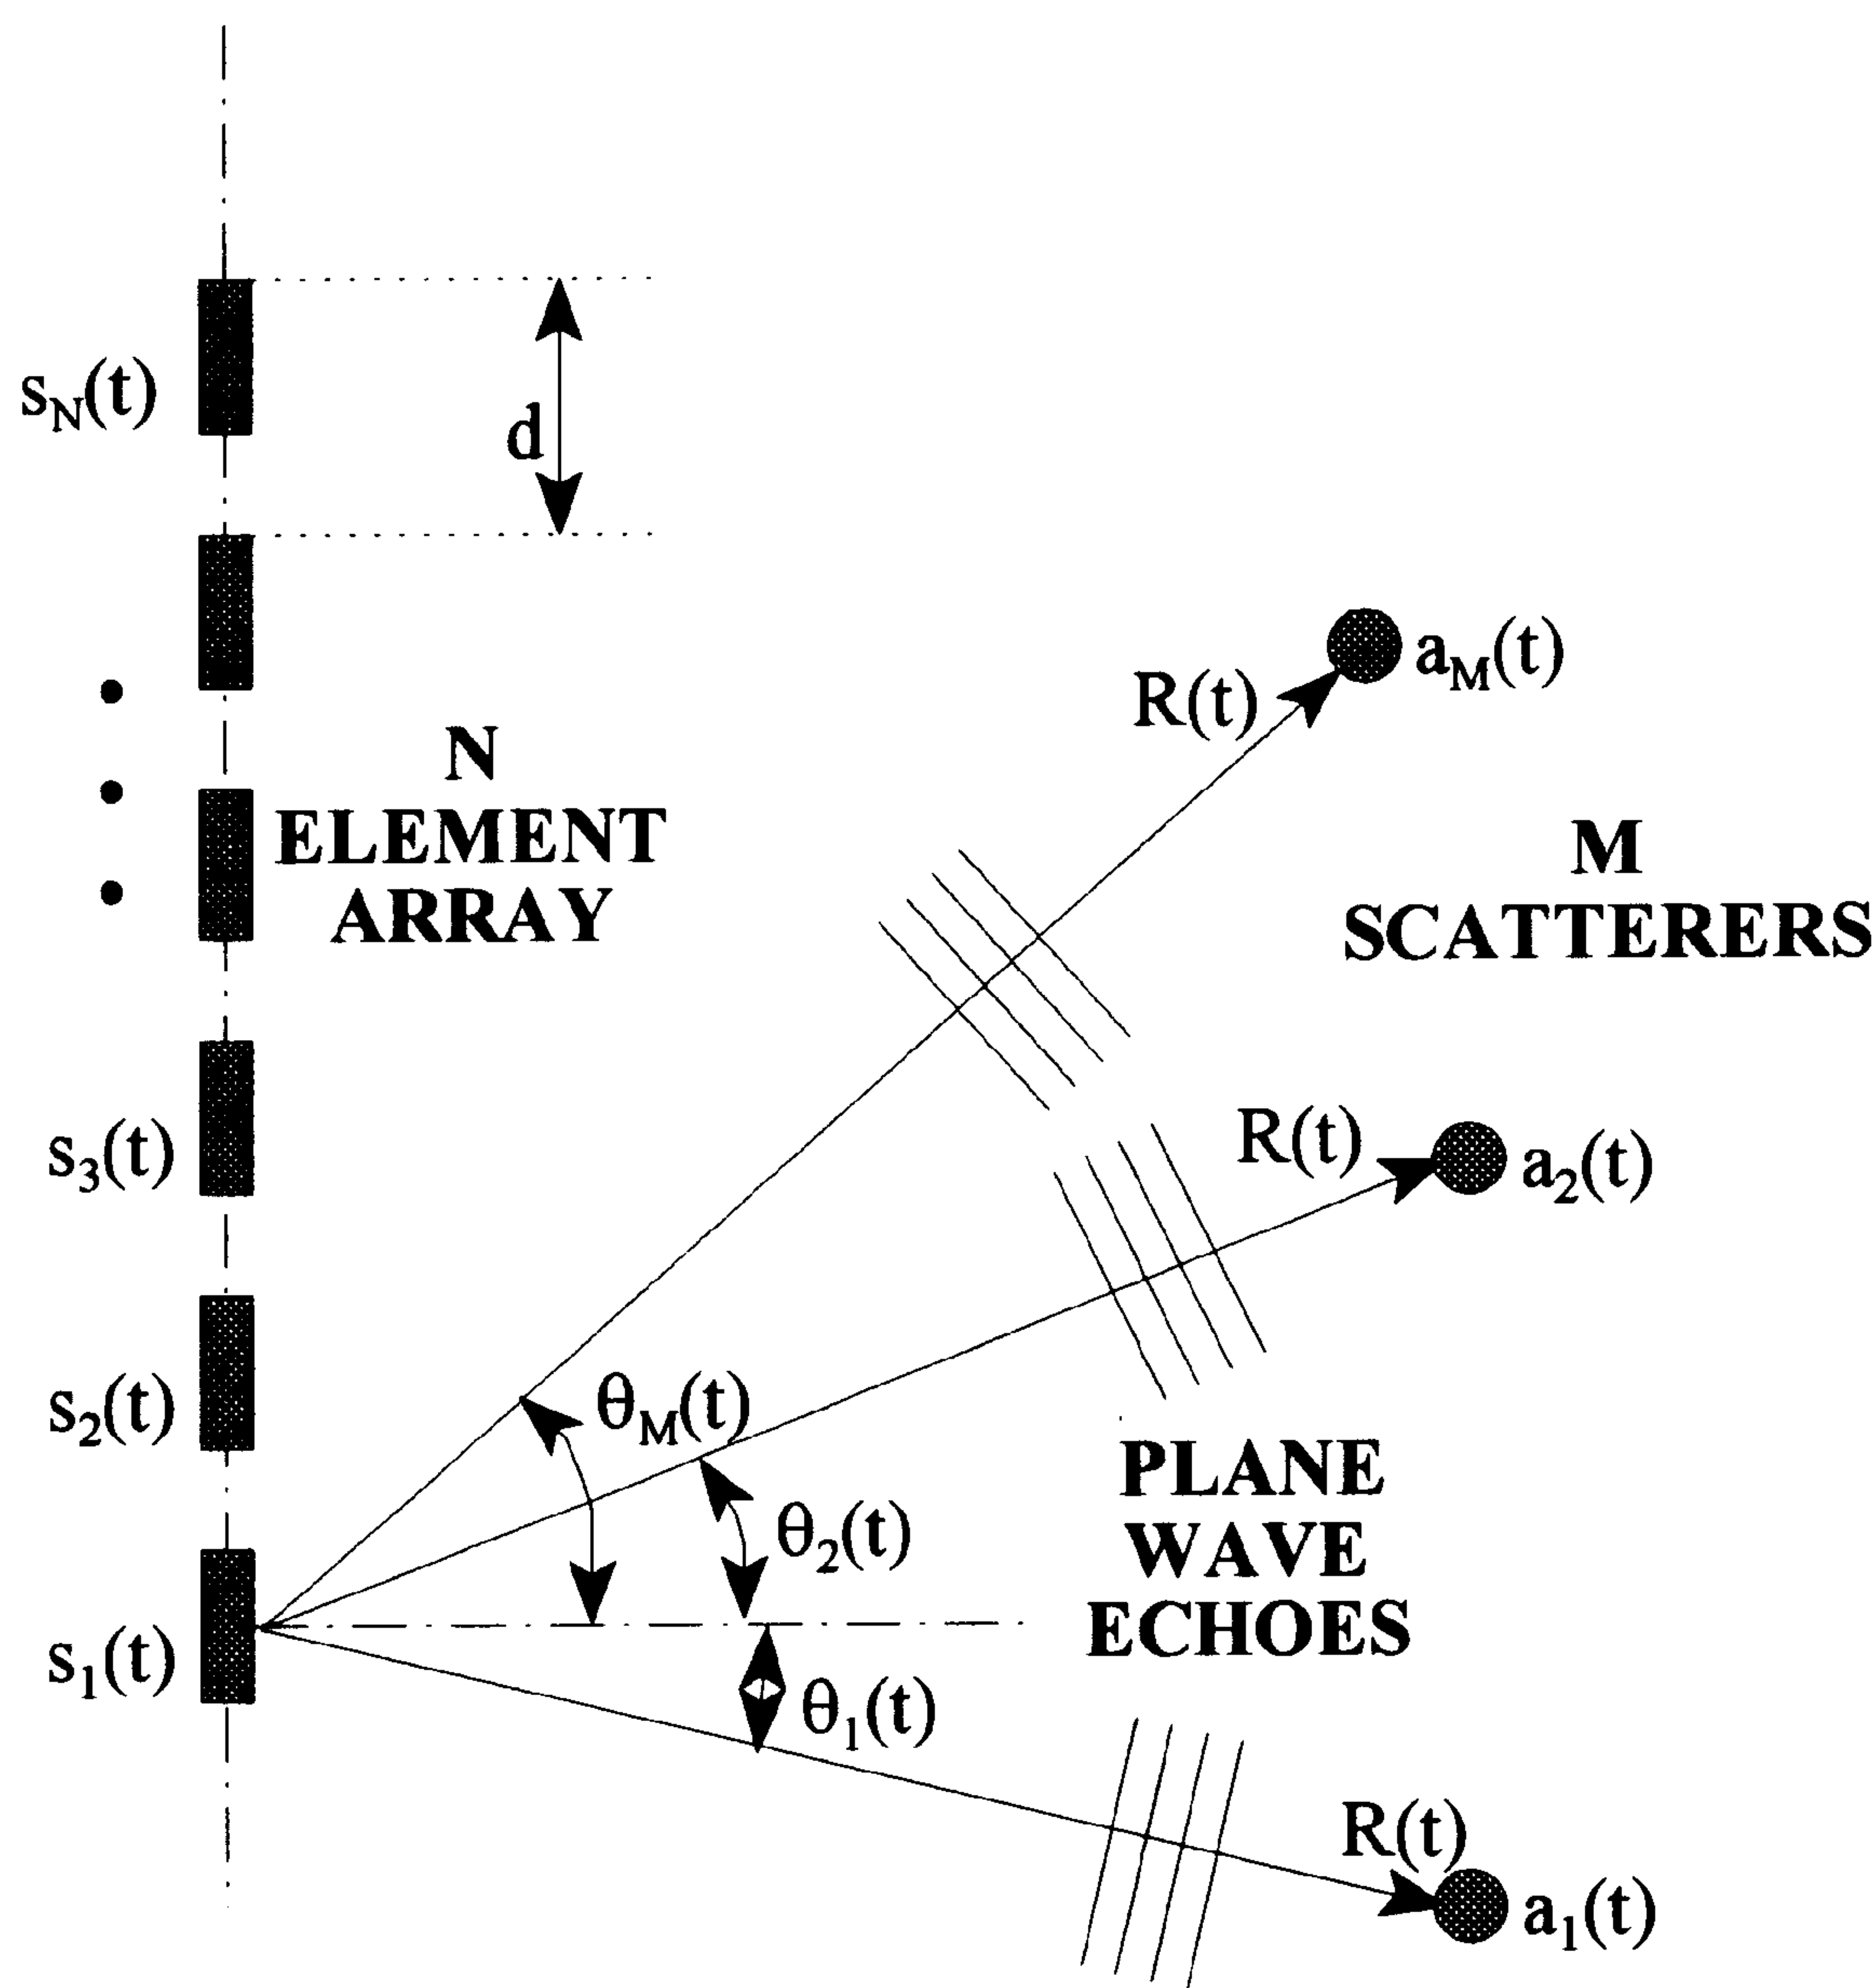 s_N(t)
d
N
ELEMENT
ARRAY
R(t)
a_M(t)
M
SCATTERERS
s_3(t)
R(t)
a_2(t)
s_2(t)
θ_M(t)
PLANE
WAVE
ECHOES
θ_2(t)
s_1(t)
θ_1(t)
R(t)
a_1(t)